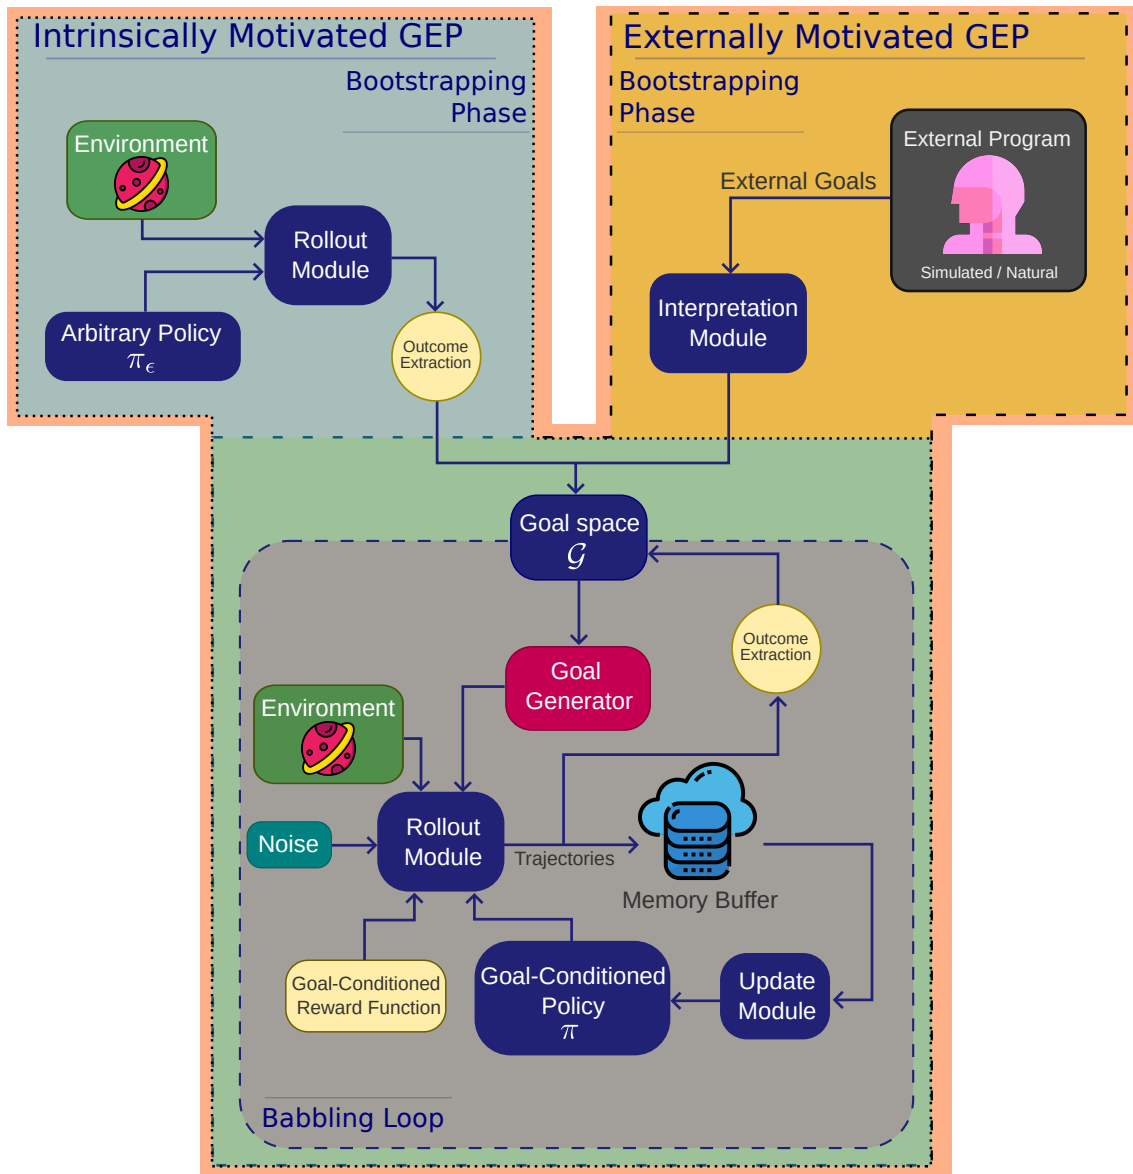 Intrinsically Motivated GEP
Bootstrapping
Phase
Environment
Rollout
Module
Arbitrary Policy
π_ϵ
Outcome
Extraction
Externally Motivated GEP
Bootstrapping
Phase
External Program
Simulated / Natural
External Goals
Interpretation
Module
Goal space
𝒢
Outcome
Extraction
Goal
Generator
Environment
Noise
Rollout
Module
Trajectories
Memory Buffer
Goal-Conditioned
Reward Function
Goal-Conditioned
Policy
π
Update
Module
Babbling Loop